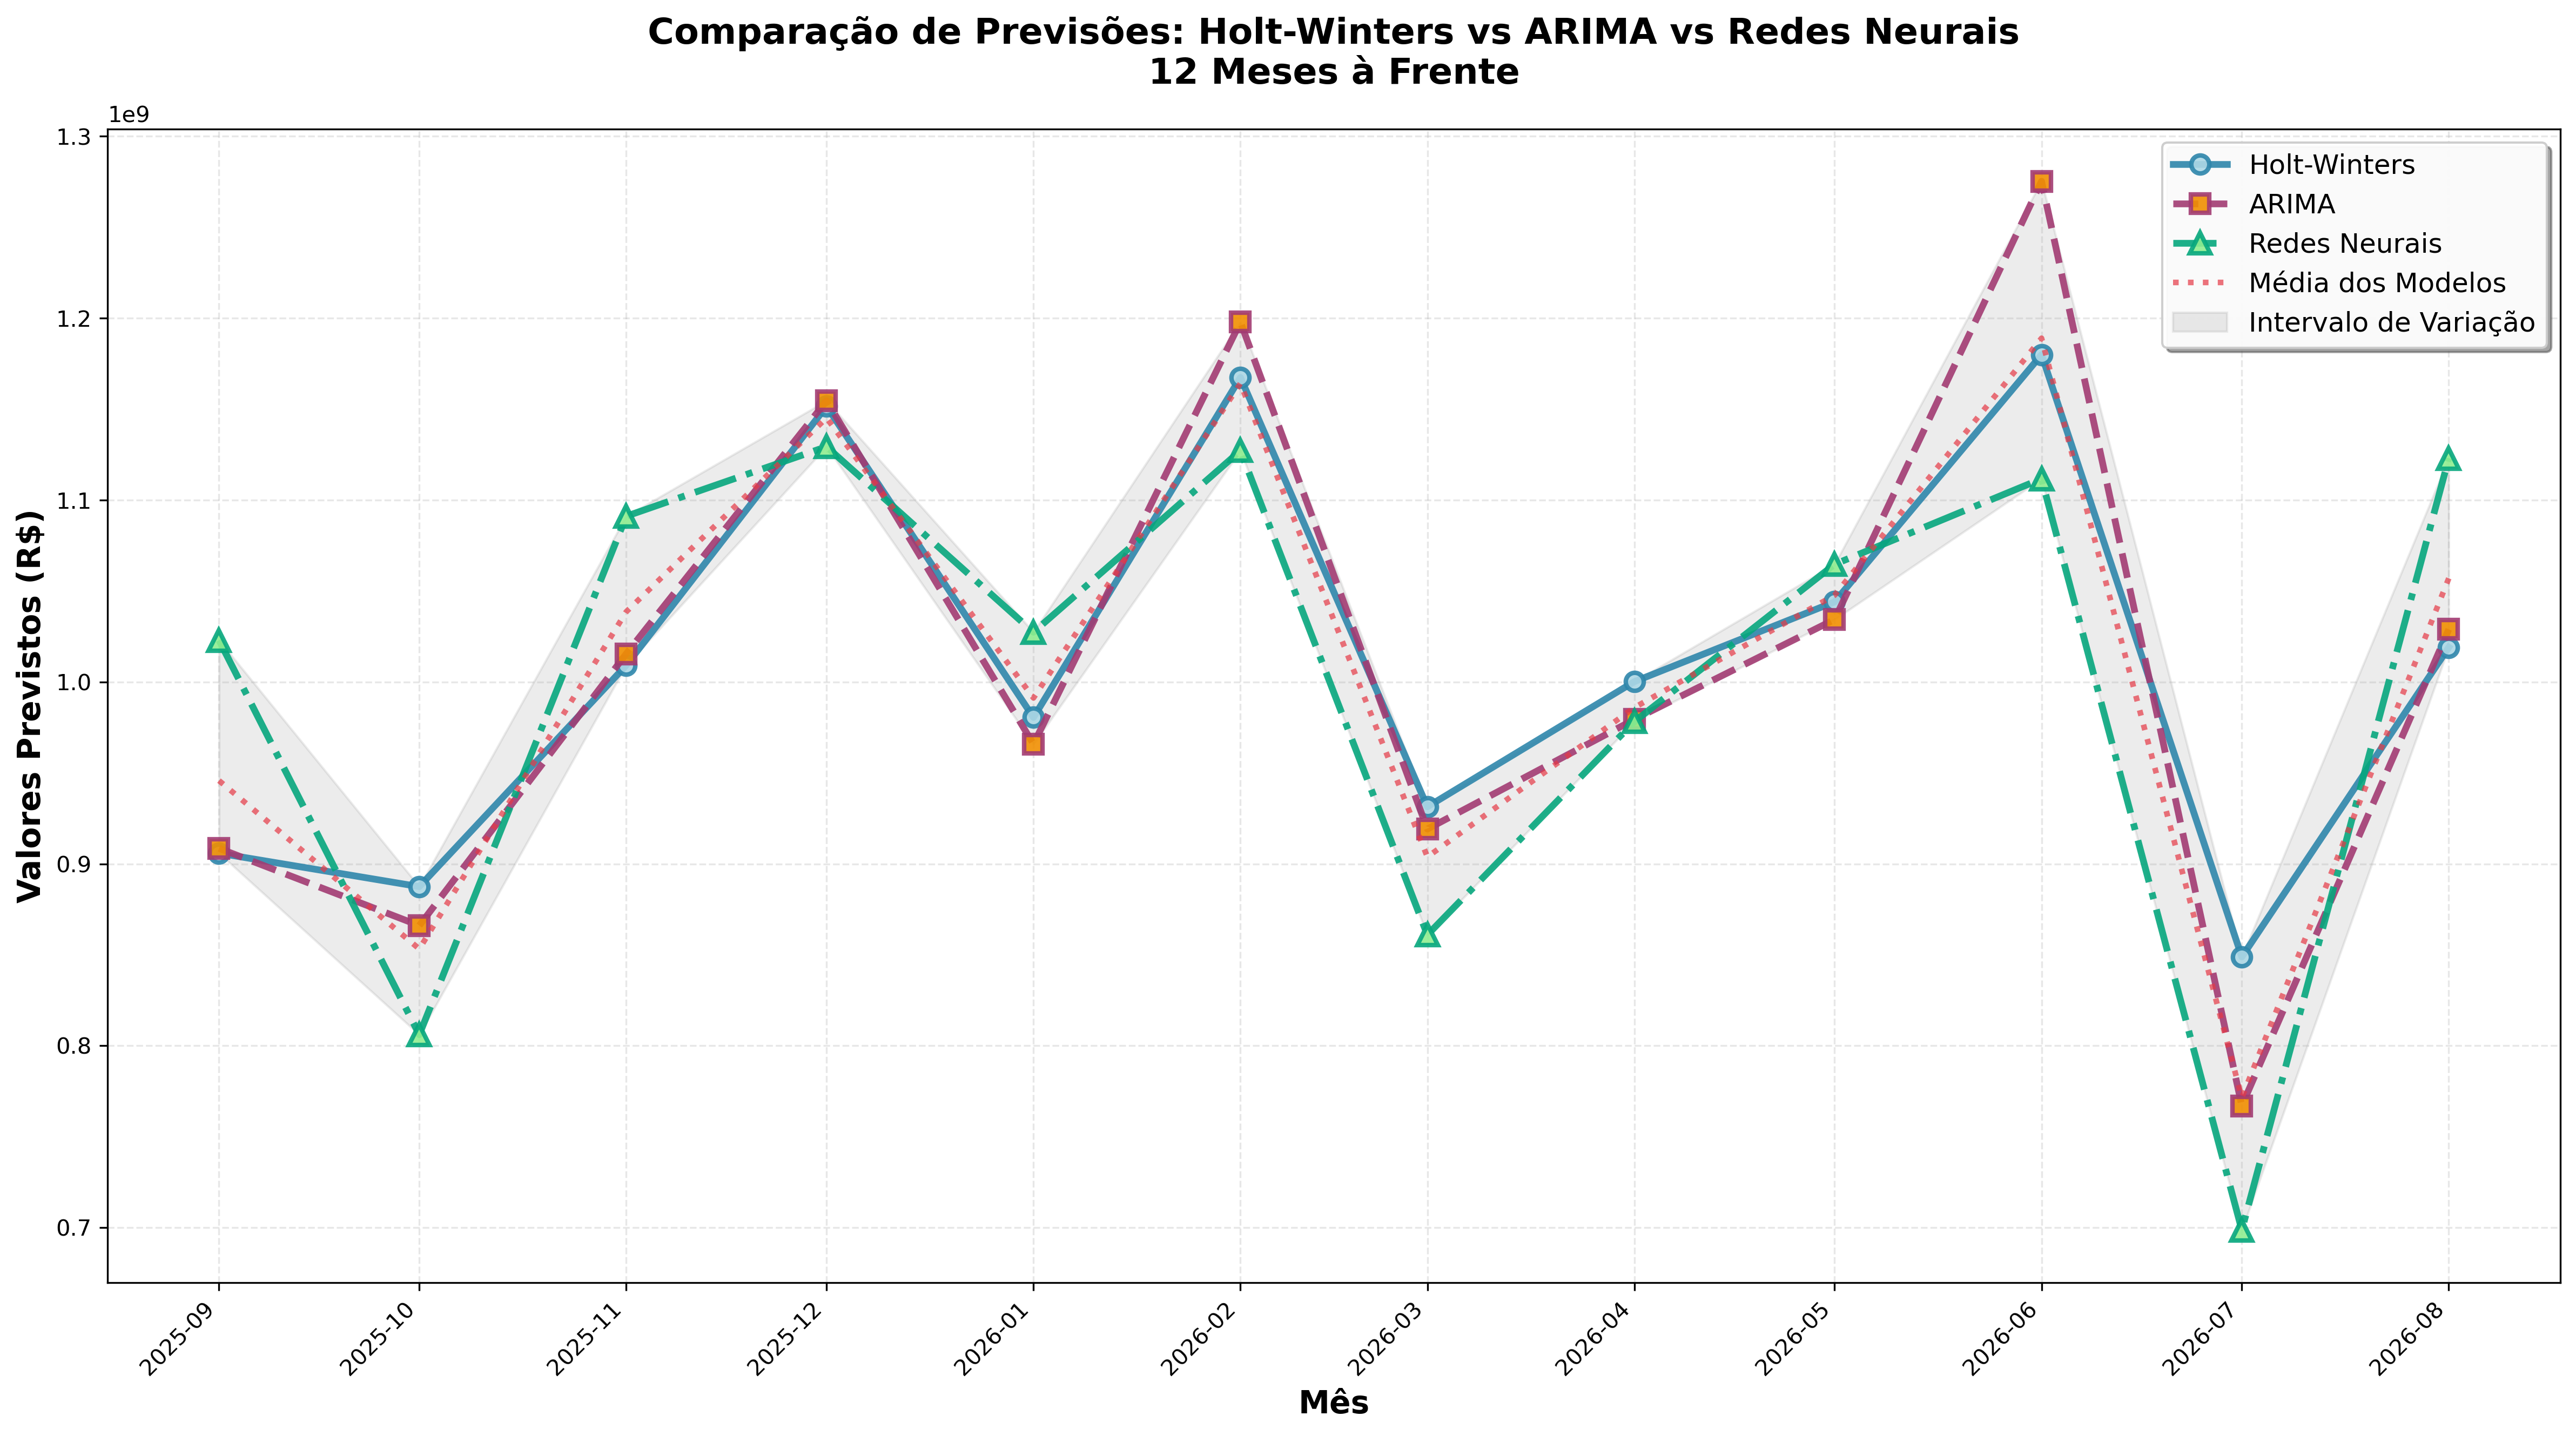 Comparação de Previsões: Holt-Winters vs ARIMA vs Redes Neurais
12 Meses à Frente
1e9
1.3
1.2
1.1
1.0
0.9
0.8
0.7
Valores Previstos (R$)
Holt-Winters
ARIMA
Redes Neurais
Média dos Modelos
Intervalo de Variação
2025-09
2025-10
2025-11
2025-12
2026-01
2026-02
2026-03
2026-04
2026-05
2026-06
2026-07
2026-08
Mês